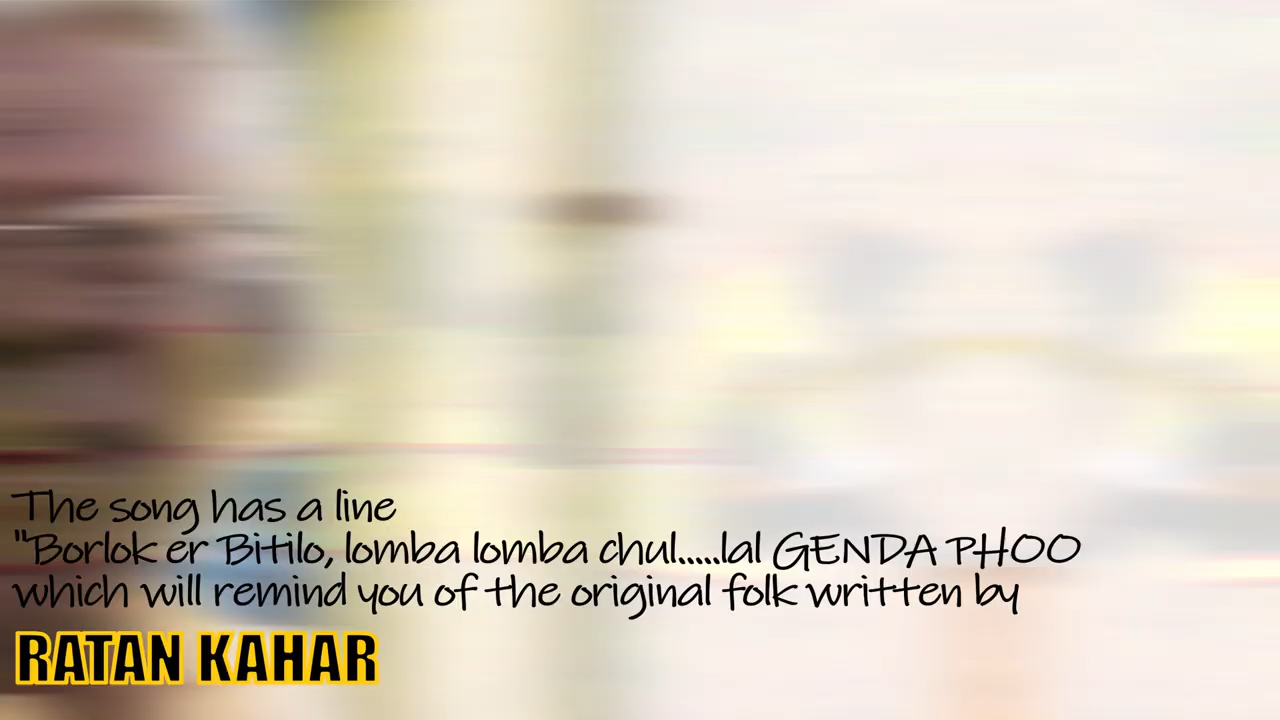 The song has a line
"Borlok er Bitilo, lomba lomba chul.....lal GENDA PHOO
which will remind you of the original folk written by
RATAN KAHAR